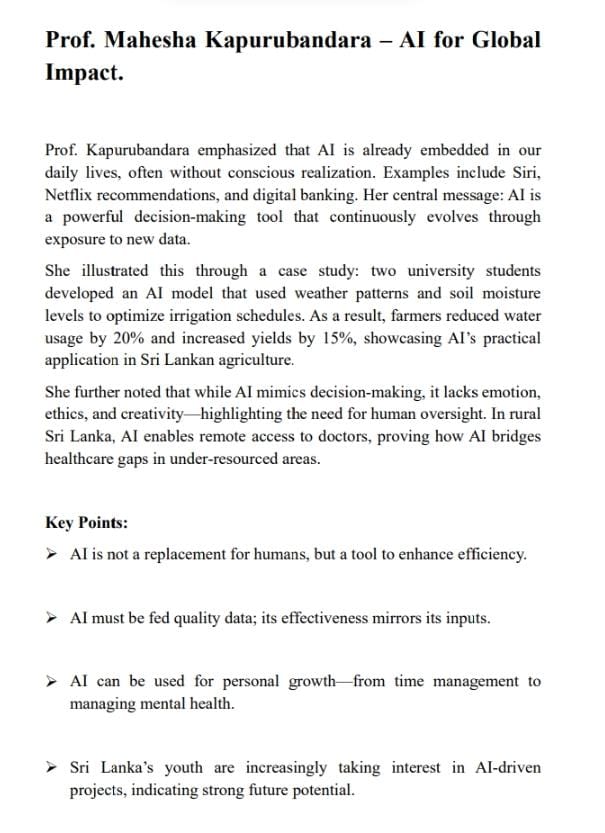 Prof. Mahesha Kapurubandara – AI for Global
Impact.
Prof. Kapurubandara emphasized that AI is already embedded in our
daily lives, often without conscious realization. Examples include Siri,
Netflix recommendations, and digital banking. Her central message: AI is
a powerful decision-making tool that continuously evolves through
exposure to new data.
She illustrated this through a case study: two university students
developed an AI model that used weather patterns and soil moisture
levels to optimize irrigation schedules. As a result, farmers reduced water
usage by 20% and increased yields by 15%, showcasing AI’s practical
application in Sri Lankan agriculture.
She further noted that while AI mimics decision-making, it lacks emotion,
ethics, and creativity—highlighting the need for human oversight. In rural
Sri Lanka, AI enables remote access to doctors, proving how AI bridges
healthcare gaps in under-resourced areas.
Key Points:
➢ AI is not a replacement for humans, but a tool to enhance efficiency.
➢ AI must be fed quality data; its effectiveness mirrors its inputs.
➢ AI can be used for personal growth—from time management to
managing mental health.
➢ Sri Lanka’s youth are increasingly taking interest in AI-driven
projects, indicating strong future potential.